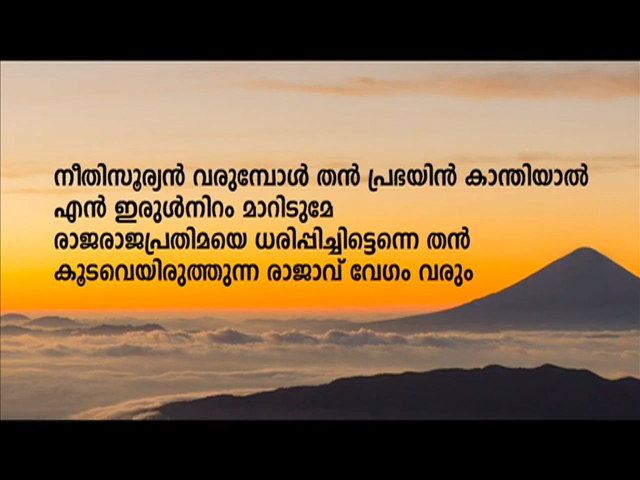 നീതിസൂര്യൻ വരുമ്പോൾ തൻ പ്രഭയിൻ കാന്തിയാൽ
എൻ ഇരുൾനിറം മാറിടുമേ
രാജരാജപ്രതിമയെ ധരിപ്പിച്ചിട്ടെന്നെ തൻ
കൂടവെയിരുത്തുന്ന രാജാവ് വേഗം വരും